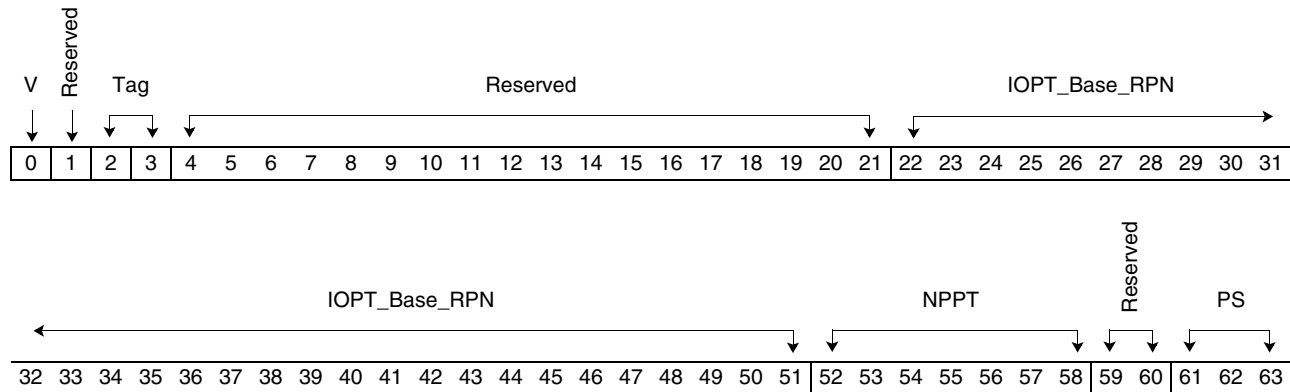 V Reserved Tag Reserved IOPT_Base_RPN
0 1 2 3 4 5 6 7 8 9 10 11 12 13 14 15 16 17 18 19 20 21 22 23 24 25 26 27 28 29 30 31
IOPT_Base_RPN NPPT Reserved PS
32 33 34 35 36 37 38 39 40 41 42 43 44 45 46 47 48 49 50 51 52 53 54 55 56 57 58 59 60 61 62 63